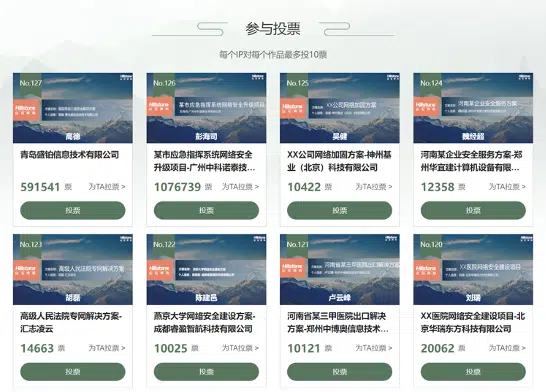 参与投票
每个IP对每个作品最多投10票
No.127
Hillstone
高德
青岛盛铂信息技术有限公司
591541 票
为TA拉票 >
投票
No.126
Hillstone
某市应急指挥系统网络安全升级项目
彭海司
某市应急指挥系统网络安全
升级项目-广州中科诺泰技...
1076739 票
为TA拉票 >
投票
No.125
Hillstone
XX公司网络加固方案
吴健
XX公司网络加固方案-神州基
业（北京）科技有限公司
10422 票
为TA拉票 >
投票
No.124
Hillstone
河南某企业安全服务方案
魏经超
河南某企业安全服务方案-郑
州华宜建计算机设备有限...
12358 票
为TA拉票 >
投票
No.123
Hillstone
高级人民法院专网解决方案
胡磊
高级人民法院专网解决方案-
汇志凌云
14663 票
为TA拉票 >
No.122
Hillstone
陈建邑
燕京大学网络安全建设方案-
成都睿盈智航科技有限公司
10025 票
为TA拉票 >
No.121
Hillstone
河南省某三甲医院出口解决方案
卢云峰
河南省某三甲医院出口解决
方案-郑州中博奥信息技术...
10121 票
为TA拉票 >
No.120
Hillstone
XX医院网络安全建设项目
刘瑞
XX医院网络安全建设项目-北
京华瑞东方科技有限公司
20062 票
为TA拉票 >